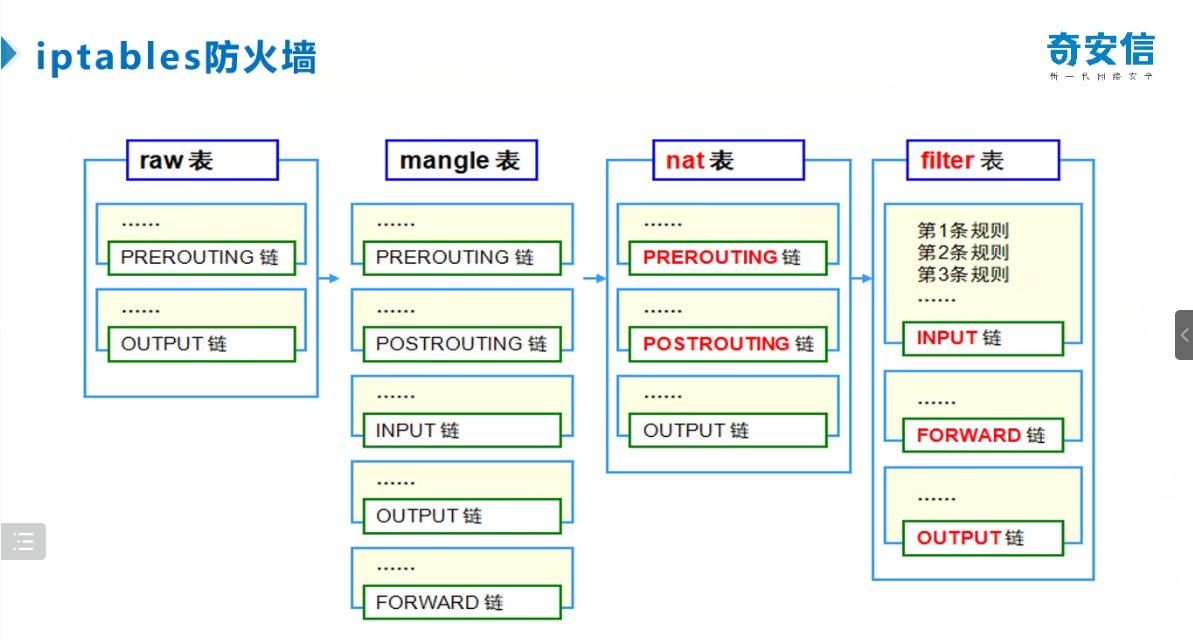 iptables防火墙
奇安信
新一代网络安全
raw 表
......
PREROUTING 链
......
OUTPUT 链
mangle 表
......
PREROUTING 链
......
POSTROUTING 链
......
INPUT 链
......
OUTPUT 链
......
FORWARD 链
nat 表
......
PREROUTING 链
......
POSTROUTING 链
......
OUTPUT 链
filter 表
第1条规则
第2条规则
第3条规则
......
INPUT 链
......
FORWARD 链
......
OUTPUT 链